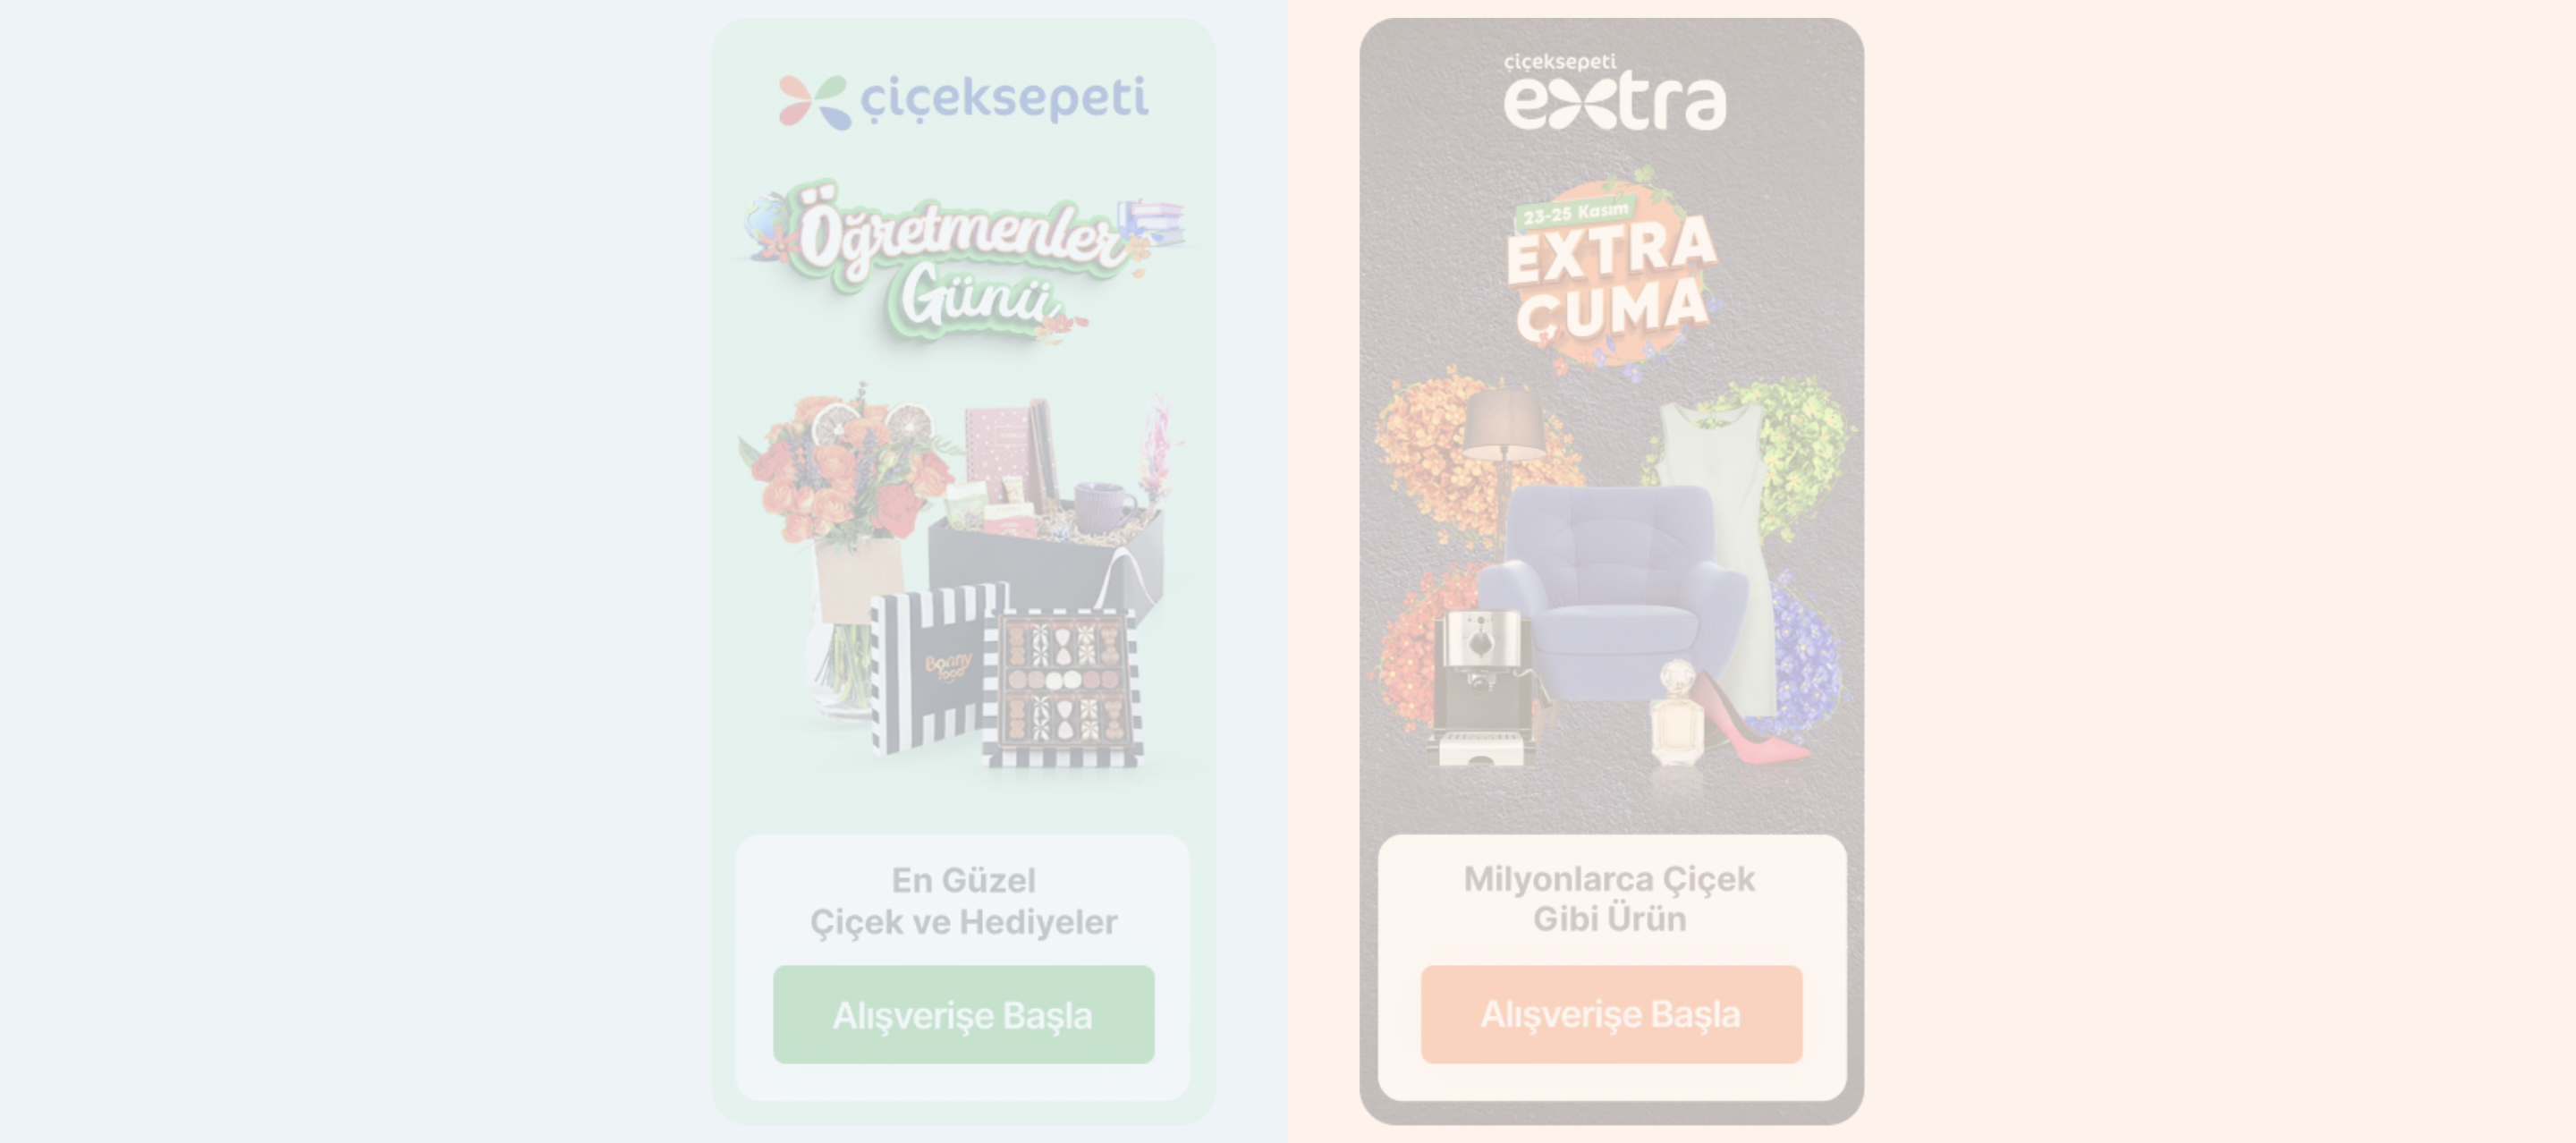 çiçeksepeti
Öğretmenler
Günü
Bonny
food
En Güzel
Çiçek ve Hediyeler
Alışverişe Başla
çiçeksepeti
extra
23-25 Kasım
EXTRA
CUMA
Milyonlarca Çiçek
Gibi Ürün
Alışverişe Başla